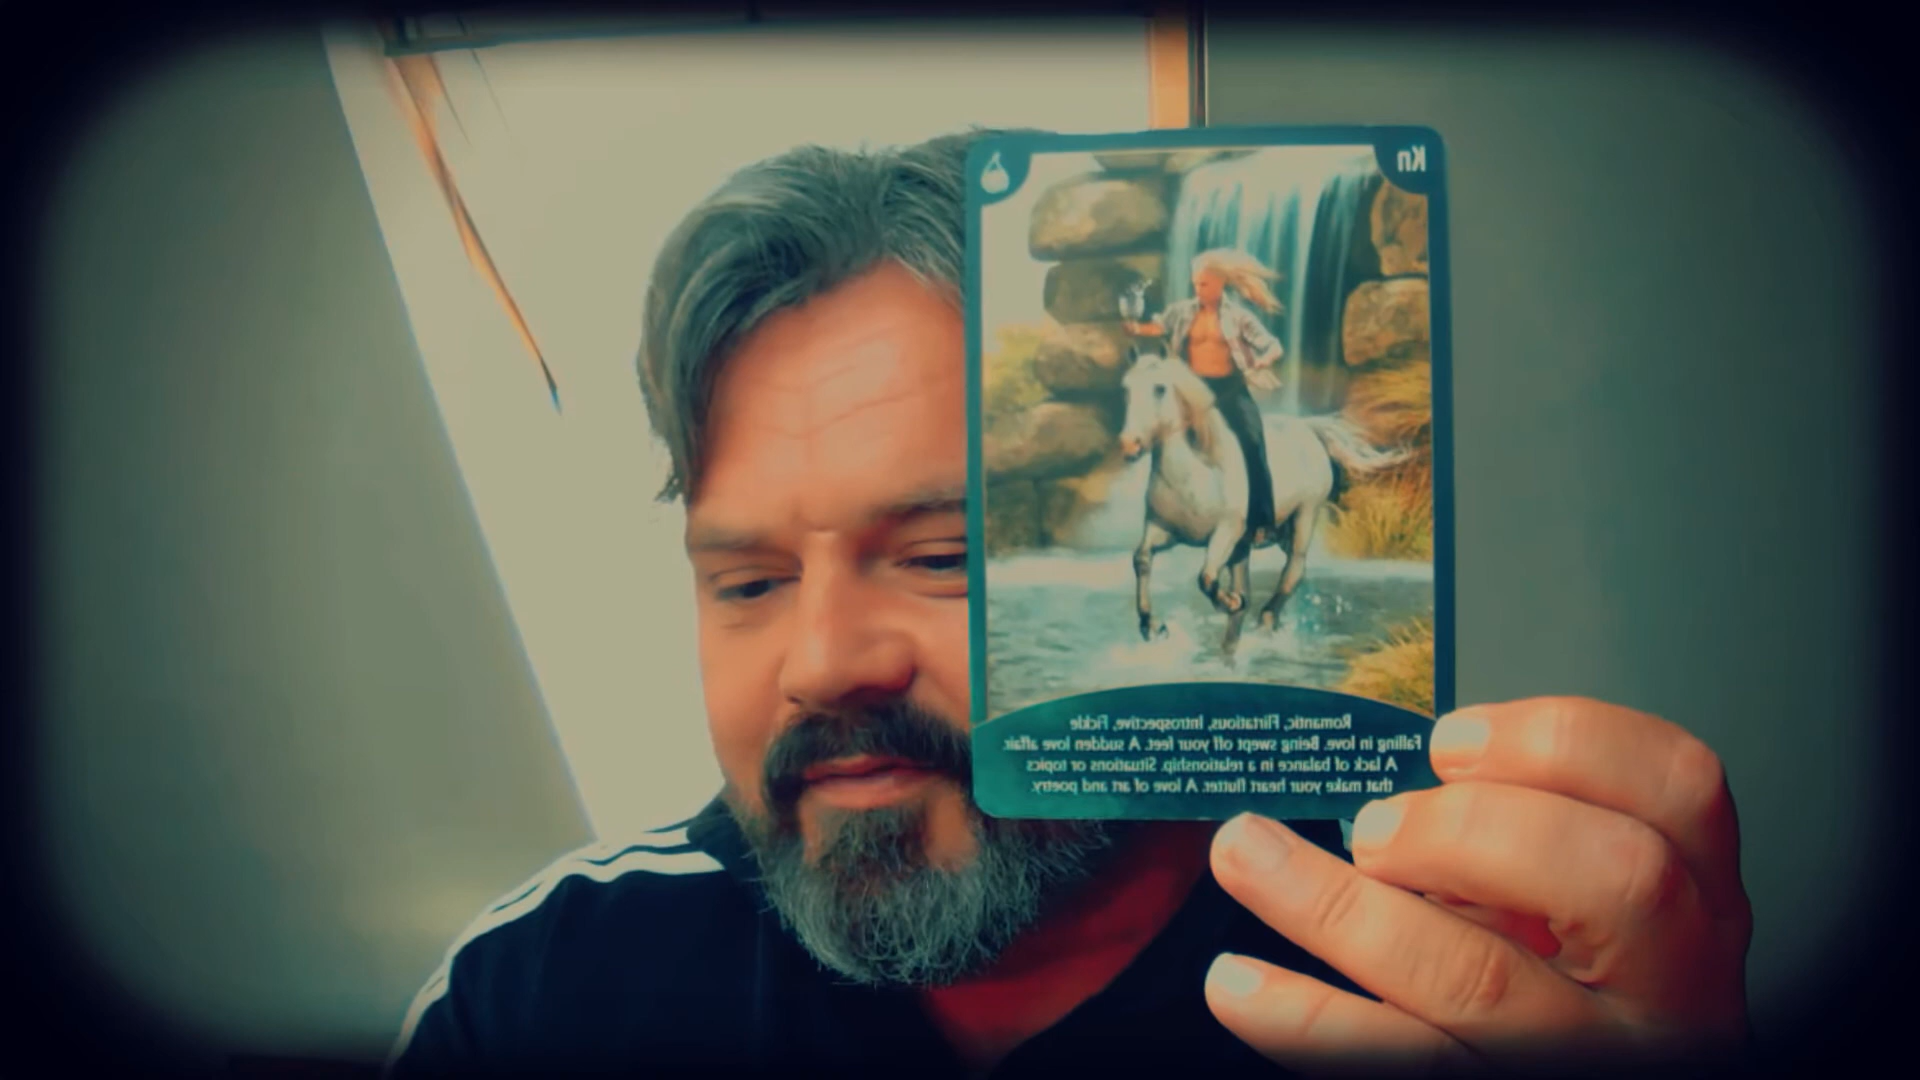 Kn
Romantic, Flirtatious, Introspective, Fickle
Falling in love. Being swept off your feet. A sudden love affair.
A lack of balance in a relationship. Situations or topics
that make your heart flutter. A love of art and poetry.